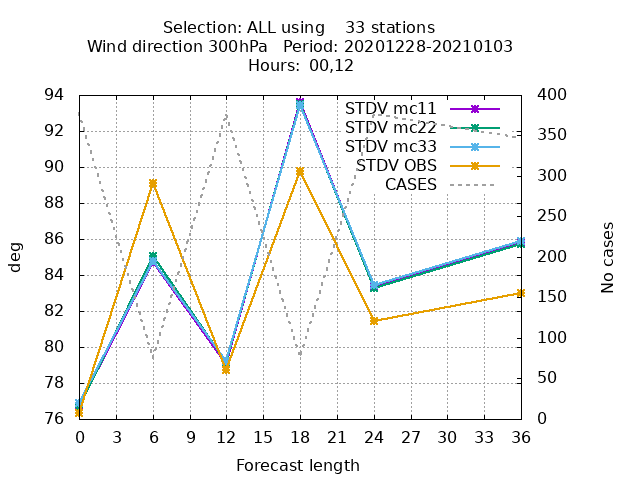 Selection: ALL using    33 stations
Wind direction 300hPa   Period: 20201228-20210103
Hours: 00,12
94
92
90
88
86
84
82
80
78
76
deg
STDV mc11
STDV mc22
STDV mc33
STDV OBS
CASES
400
350
300
250
200
150
100
50
0
No cases
0 3 6 9 12 15 18 21 24 27 30 33 36
Forecast length